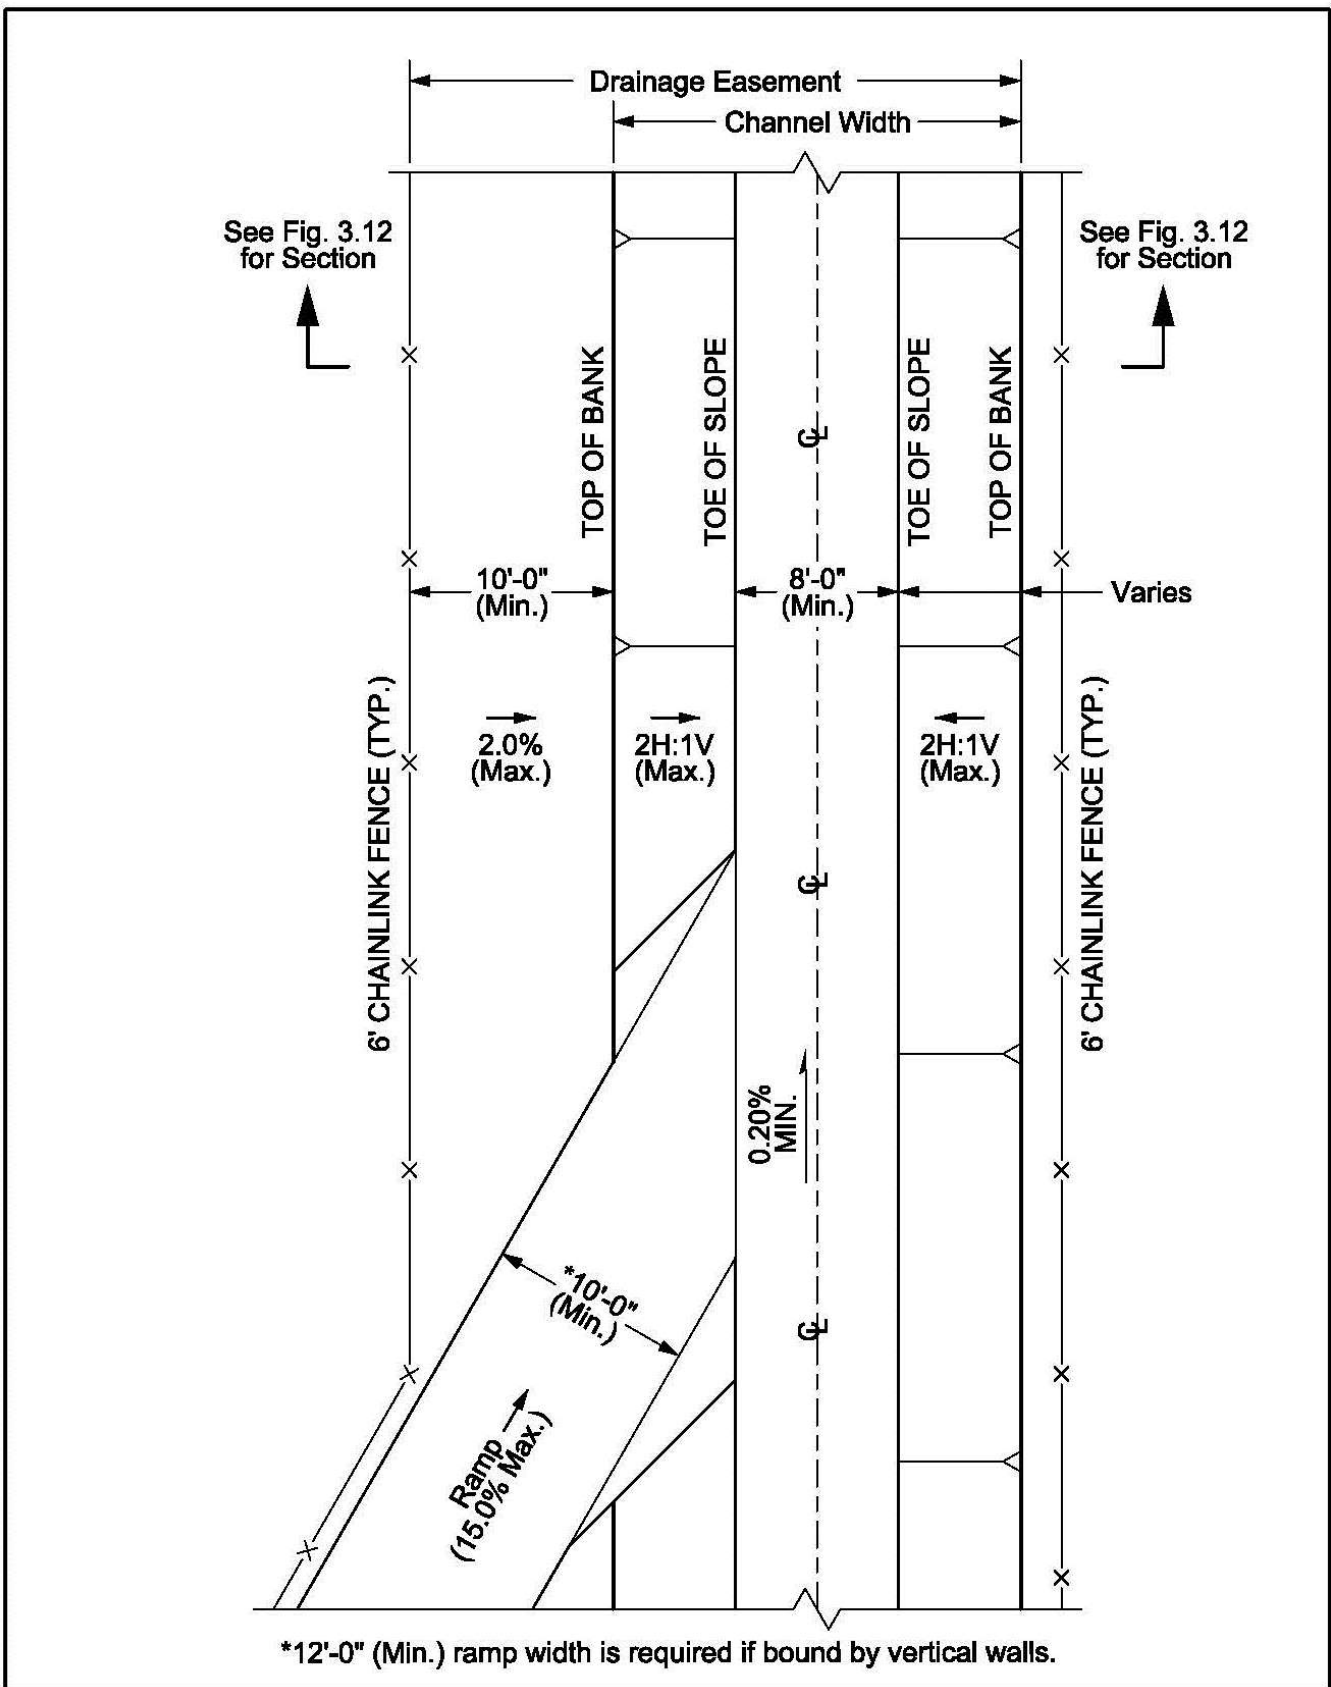 Drainage Easement
Channel Width
See Fig. 3.12
for Section
See Fig. 3.12
for Section
TOP OF BANK
TOE OF SLOPE
℄
TOE OF SLOPE
TOP OF BANK
10'-0"
(Min.)
8'-0"
(Min.)
Varies
6' CHAINLINK FENCE (TYP.)
2.0%
(Max.)
2H:1V
(Max.)
2H:1V
(Max.)
6' CHAINLINK FENCE (TYP.)
℄
0.20%
MIN.
*10'-0"
(Min.)
℄
Ramp
(15.0% Max.)
*12'-0" (Min.) ramp width is required if bound by vertical walls.